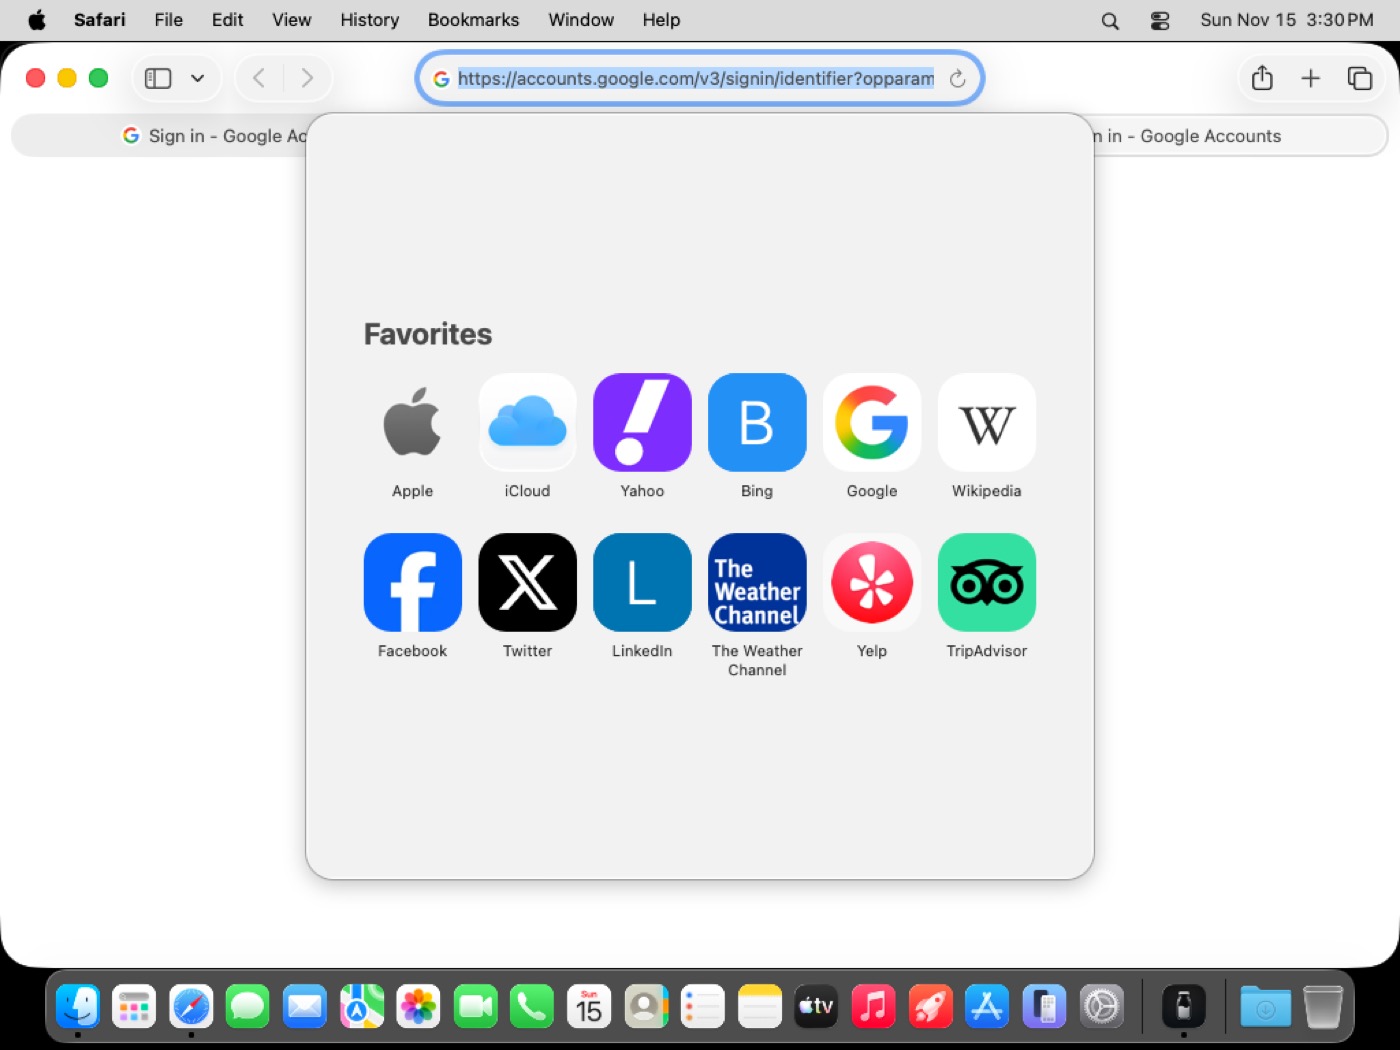 Safari File Edit View History Bookmarks Window Help Sun Nov 15 3:30 PM
https://accounts.google.com/v3/signin/identifier?opparam
Sign in - Google Ac
n in - Google Accounts
Favorites
Apple iCloud Yahoo Bing Google Wikipedia
The Weather Channel
Facebook Twitter LinkedIn The Weather Channel Yelp TripAdvisor
Sun
15
tv